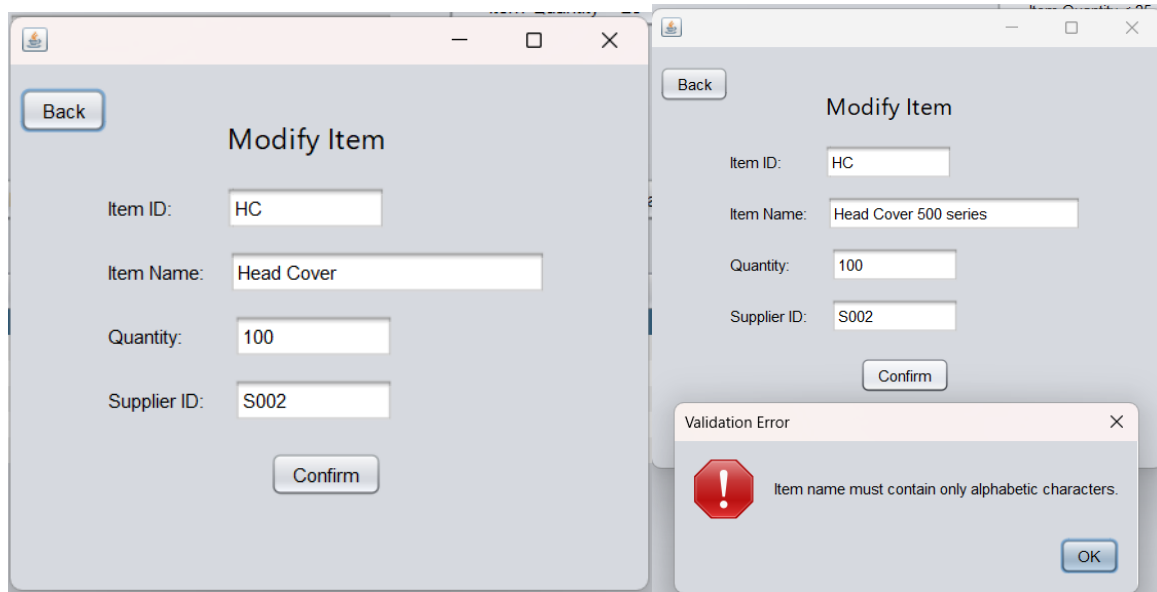 Back
Modify Item
Item ID: HC
Item Name: Head Cover
Quantity: 100
Supplier ID: S002
Confirm
Back
Modify Item
Item ID: HC
Item Name: Head Cover 500 series
Quantity: 100
Supplier ID: S002
Confirm
Validation Error
Item name must contain only alphabetic characters.
OK